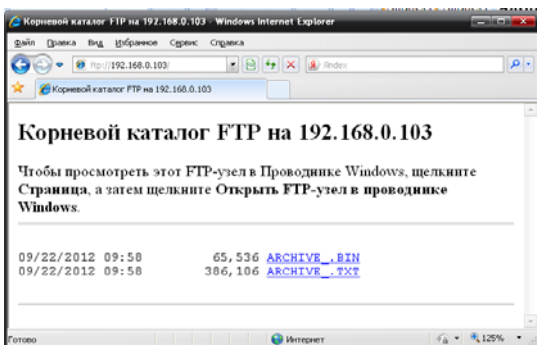 Корневой каталог FTP на 192.168.0.103 - Windows Internet Explorer
Файл Правка Вид Избранное Сервис Справка
ftp://192.168.0.103/
Яndex
Корневой каталог FTP на 192.168.0.103
Корневой каталог FTP на 192.168.0.103
Чтобы просмотреть этот FTP-узел в Проводнике Windows, щелкните
Страница, а затем щелкните Открыть FTP-узел в проводнике
Windows.
09/22/2012 09:58 65,536 ARCHIVE_.BIN
09/22/2012 09:58 386,106 ARCHIVE_.TXT
Готово Интернет 125%